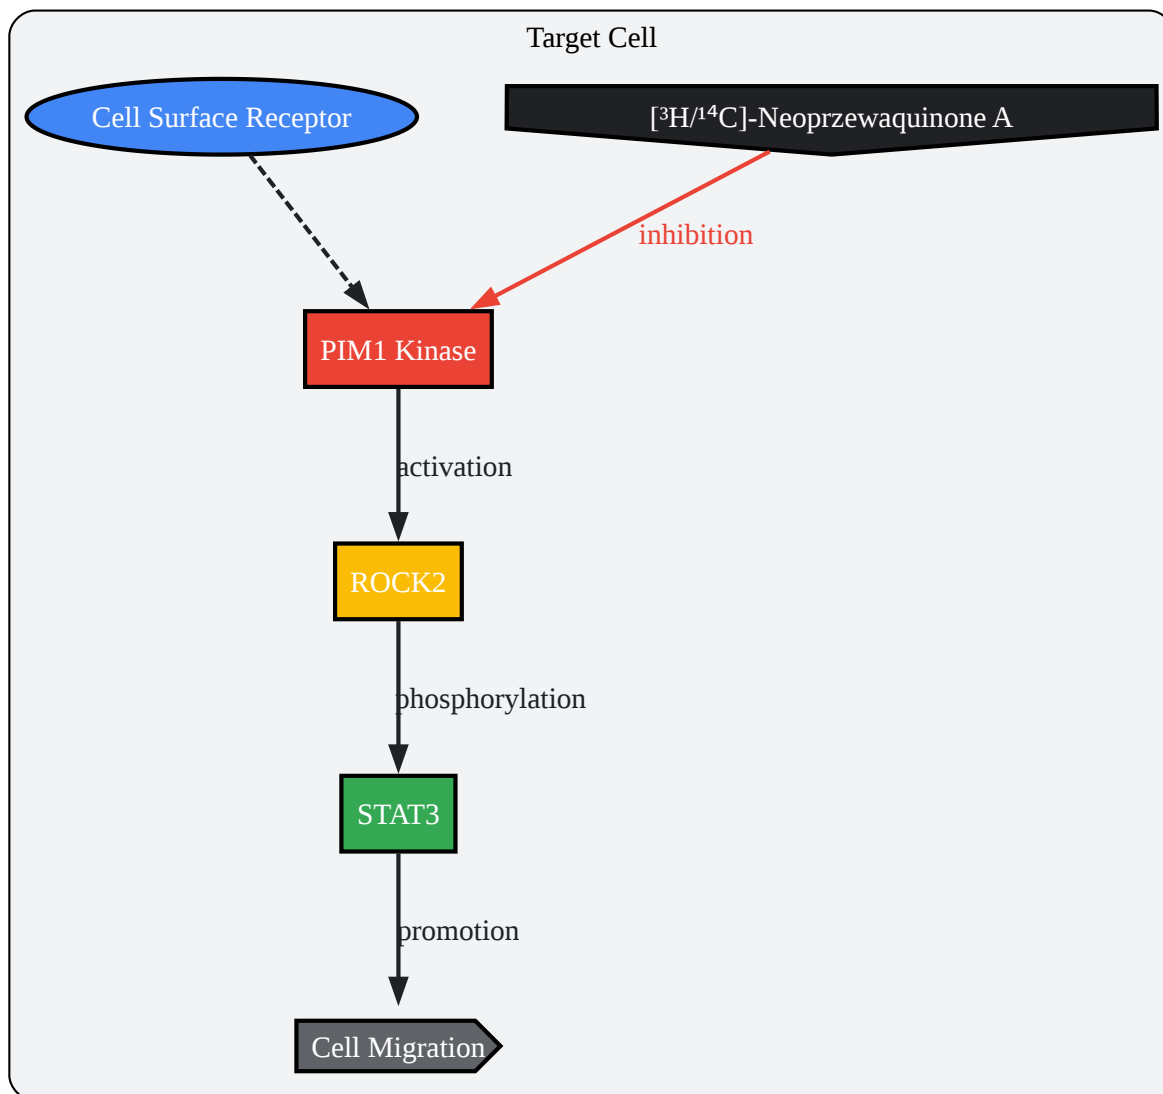 Target Cell
Cell Surface Receptor
[³H/¹⁴C]-Neoprzewaquinone A
inhibition
PIM1 Kinase
activation
ROCK2
phosphorylation
STAT3
promotion
Cell Migration